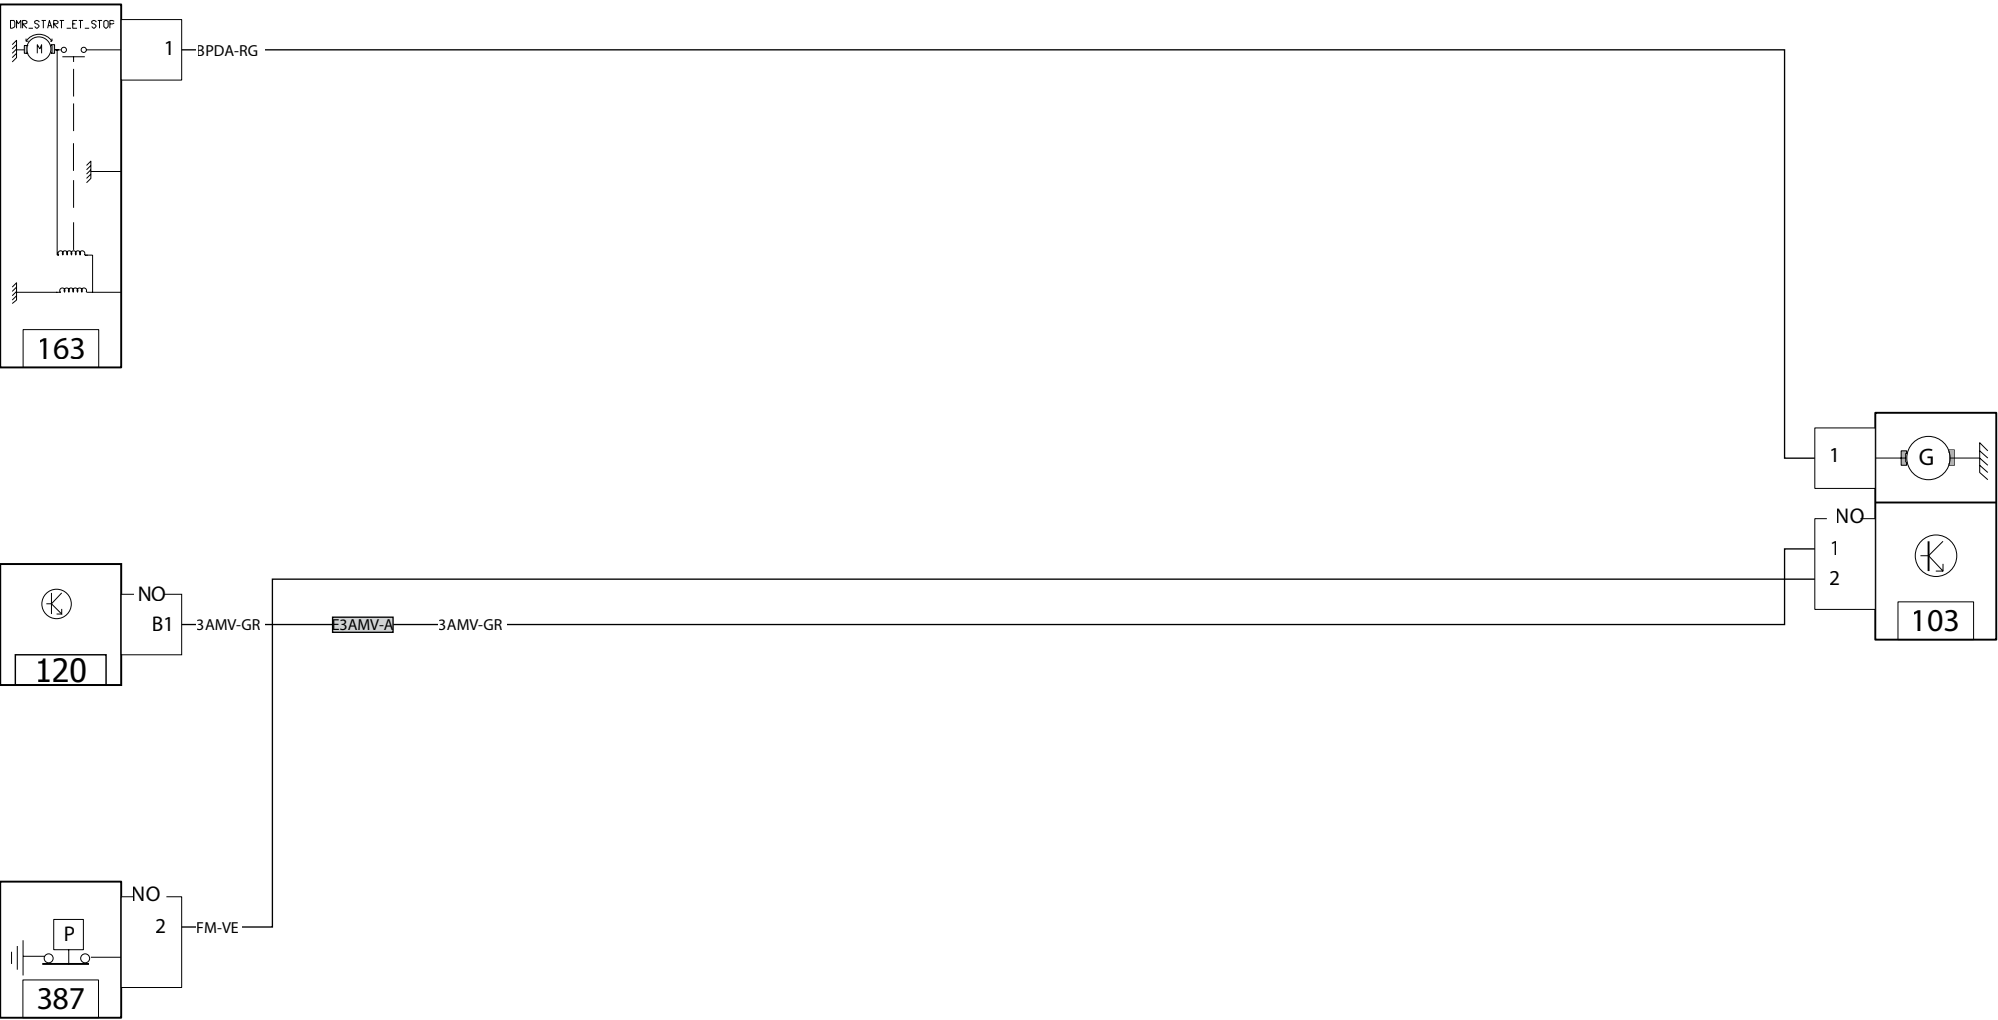 DMR_START_ET_STOP
M
1
BPDA-RG
163
1
G
NO
1
2
103
NO
B1
3AMV-GR
E3AMV-A
3AMV-GR
120
NO
2
FM-VE
P
387